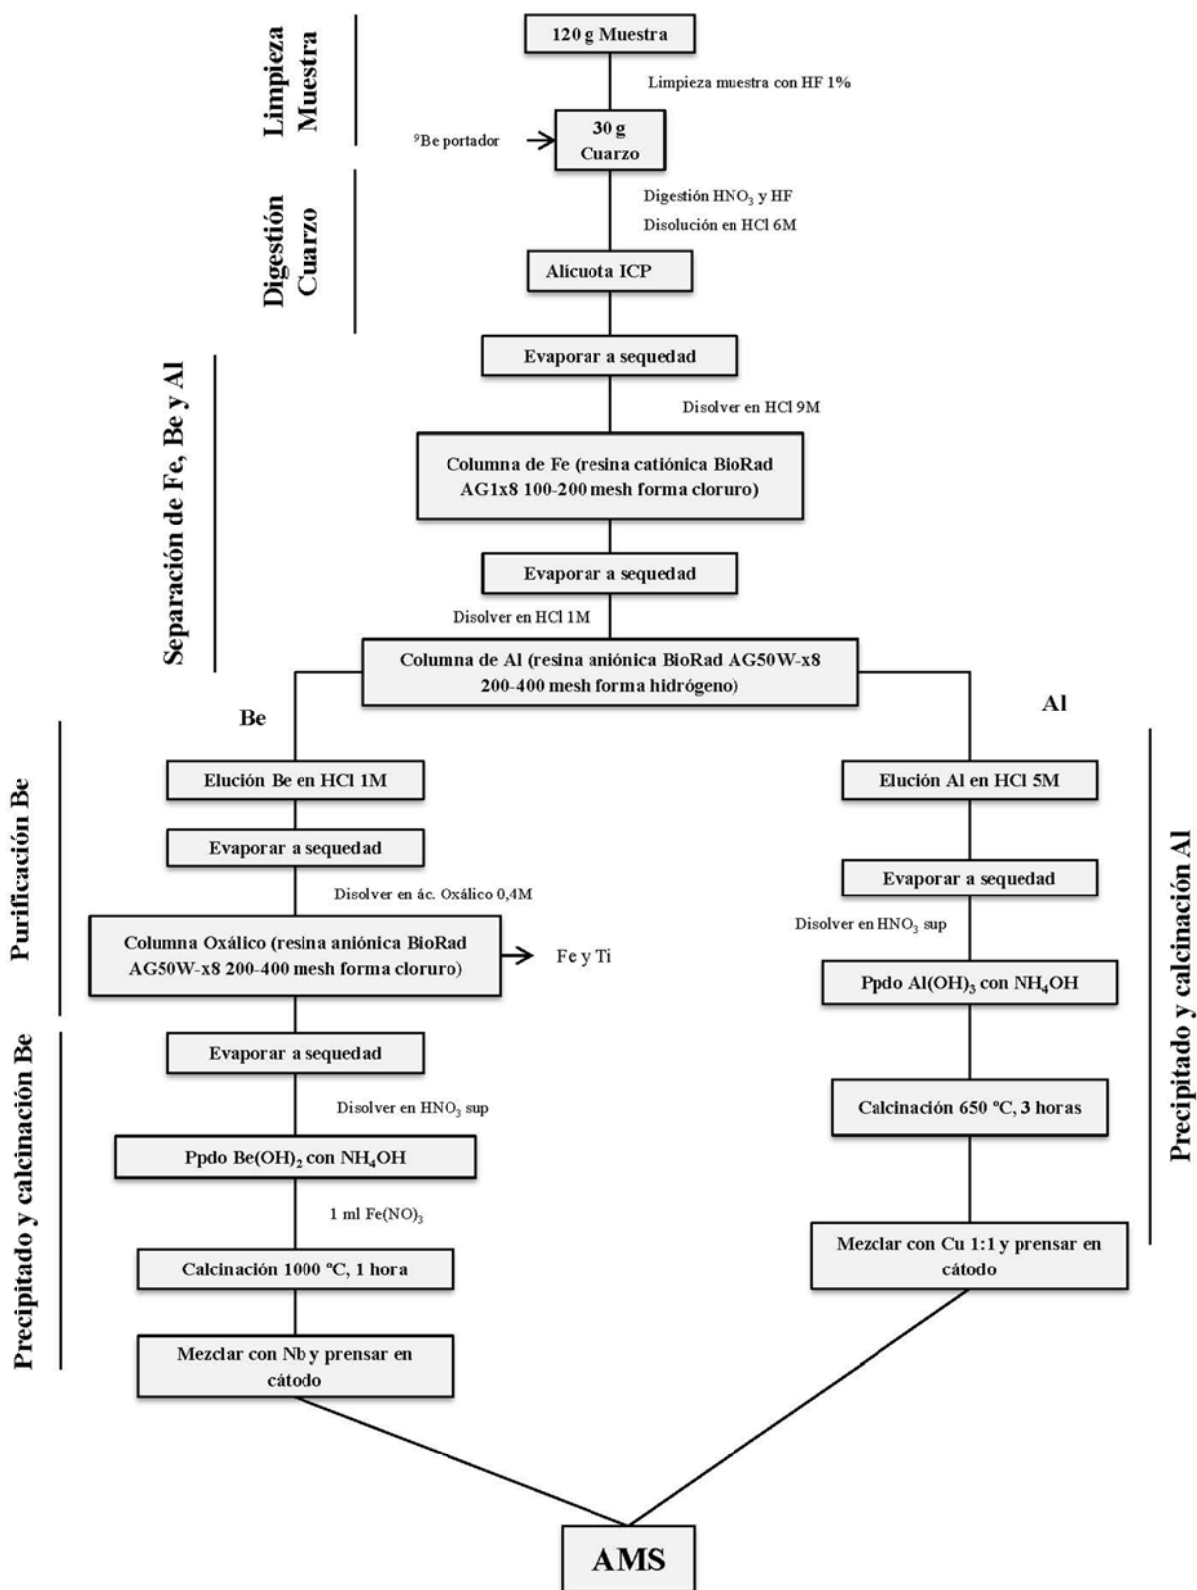 Limpieza
Muestra
120 g Muestra
Limpieza muestra con HF 1%
⁹Be portador
30 g
Cuarzo
Digestión
Cuarzo
Digestión HNO₃ y HF
Disolución en HCl 6M
Alícuota ICP
Separación de Fe, Be y Al
Evaporar a sequedad
Disolver en HCl 9M
Columna de Fe (resina catiónica BioRad
AG1x8 100-200 mesh forma cloruro)
Evaporar a sequedad
Disolver en HCl 1M
Columna de Al (resina aniónica BioRad AG50W-x8
200-400 mesh forma hidrógeno)
Be
Purificación Be
Elución Be en HCl 1M
Evaporar a sequedad
Disolver en ác. Oxálico 0,4M
Columna Oxálico (resina aniónica BioRad
AG50W-x8 200-400 mesh forma cloruro)
Fe y Ti
Precipitado y calcinación Be
Evaporar a sequedad
Disolver en HNO₃ sup
Ppdo Be(OH)₂ con NH₄OH
1 ml Fe(NO)₃
Calcinación 1000 ºC, 1 hora
Mezclar con Nb y prensar en
cátodo
Al
Precipitado y calcinación Al
Elución Al en HCl 5M
Evaporar a sequedad
Disolver en HNO₃ sup
Ppdo Al(OH)₃ con NH₄OH
Calcinación 650 ºC, 3 horas
Mezclar con Cu 1:1 y prensar en
cátodo
AMS